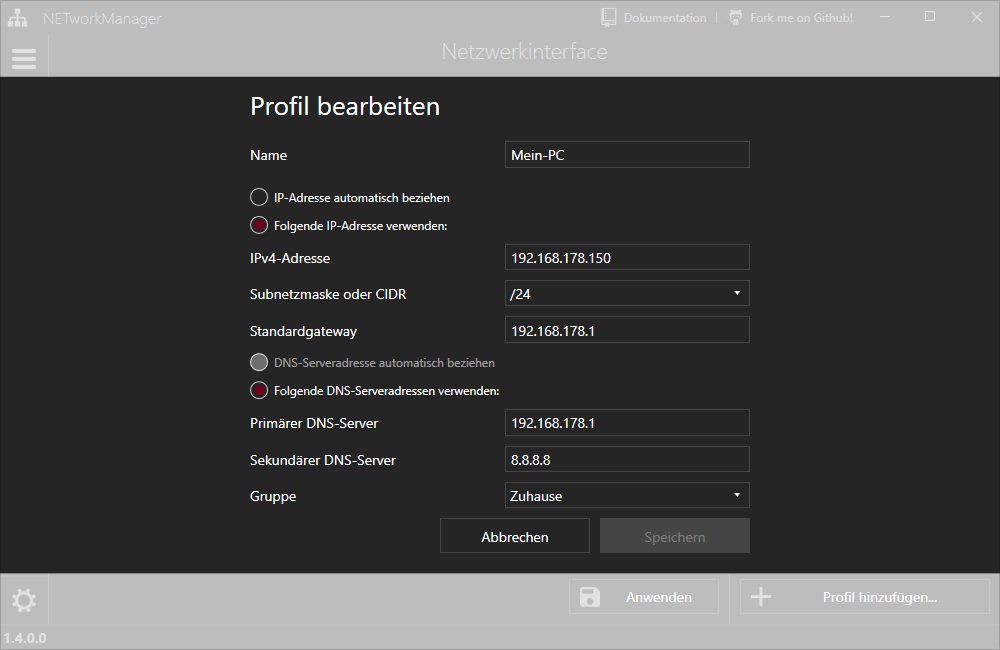 NETworkManager
Dokumentation
Fork me on Github!
Netzwerkinterface
Profil bearbeiten
Name
Mein-PC
IP-Adresse automatisch beziehen
Folgende IP-Adresse verwenden:
IPv4-Adresse
192.168.178.150
Subnetzmaske oder CIDR
/24
Standardgateway
192.168.178.1
DNS-Serveradresse automatisch beziehen
Folgende DNS-Serveradressen verwenden:
Primärer DNS-Server
192.168.178.1
Sekundärer DNS-Server
8.8.8.8
Gruppe
Zuhause
Abbrechen
Speichern
Anwenden
Profil hinzufügen...
1.4.0.0